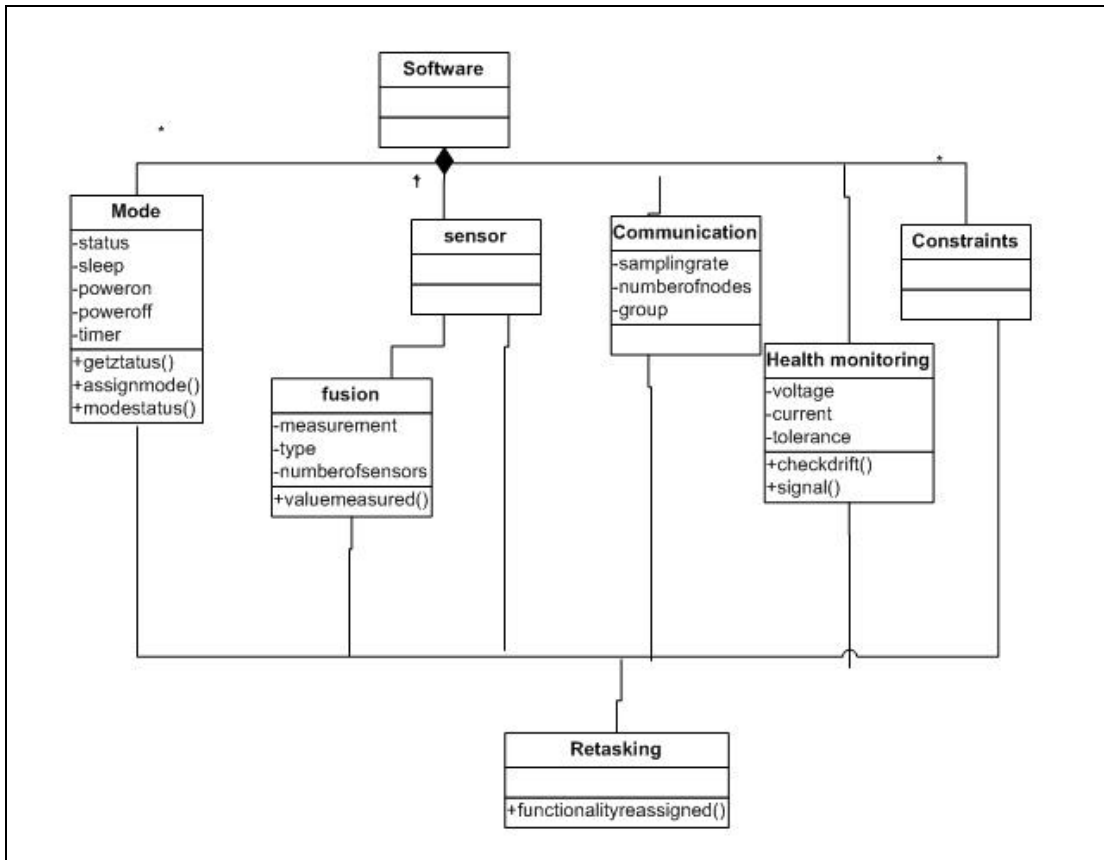 Software
*
*
Mode
-status
-sleep
-poweron
-poweroff
-timer
+getztatus()
+assignmode()
+modestatus()
sensor
Communication
-samplingrate
-numberofnodes
-group
Constraints
fusion
-measurement
-type
-numberofsensors
+valuemeasured()
Health monitoring
-voltage
-current
-tolerance
+checkdrift()
+signal()
Retasking
+functionalityreassigned()